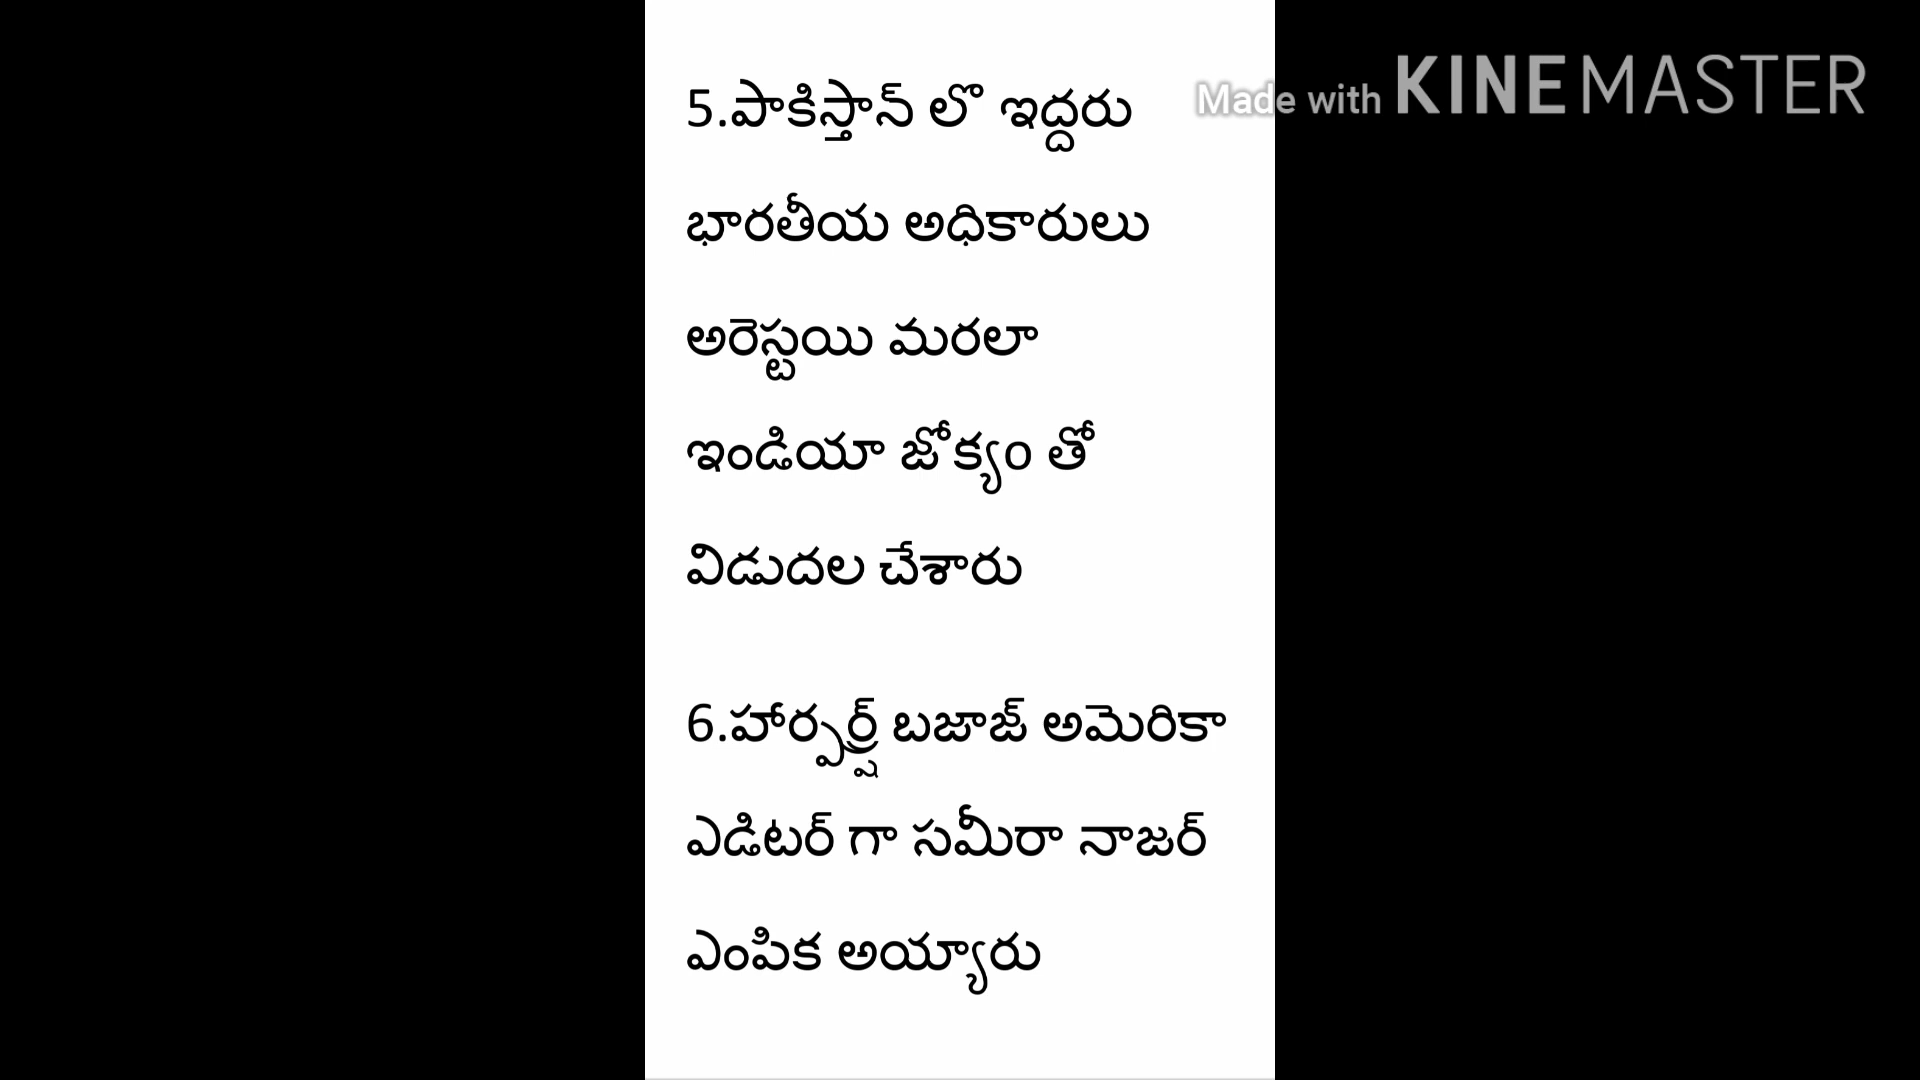 5.పాకిస్తాన్ లొ ఇద్దరు
Made with KINEMASTER
భారతీయ అధికారులు
అరెస్టయి మరలా
ఇండియా జోక్యం తో
విడుదల చేశారు
6.హార్పర్ర్ష్ బజాజ్ అమెరికా
ఎడిటర్ గా సమీరా నాజర్
ఎంపిక అయ్యారు